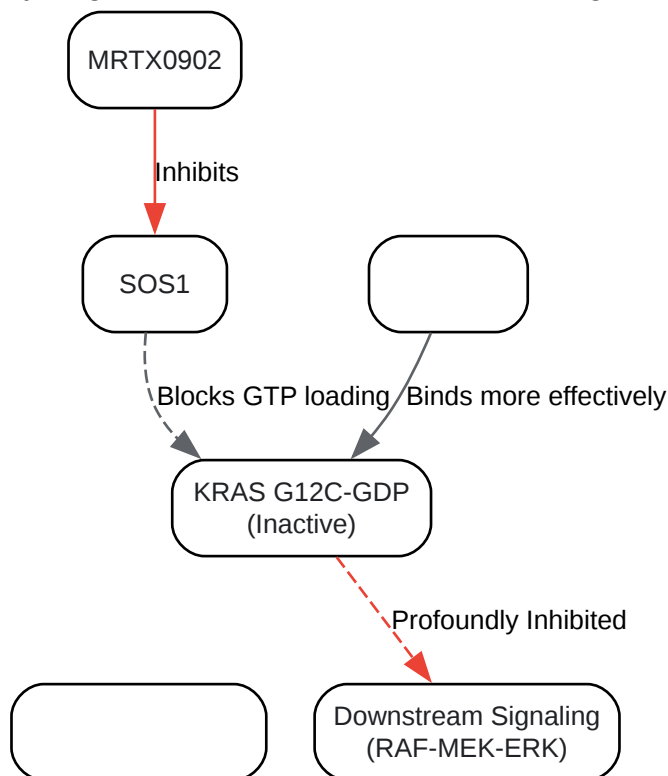 MRTX0902
Inhibits
SOS1
Blocks GTP loading
Binds more effectively
KRAS G12C-GDP
(Inactive)
Profoundly Inhibited
Downstream Signaling
(RAF-MEK-ERK)